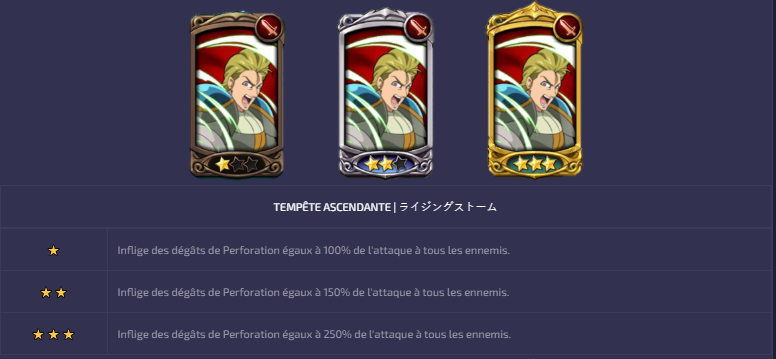 TEMPÊTE ASCENDANTE | ライジングストーム
Inflige des dégâts de Perforation égaux à 100% de l'attaque à tous les ennemis.
Inflige des dégâts de Perforation égaux à 150% de l'attaque à tous les ennemis.
Inflige des dégâts de Perforation égaux à 250% de l'attaque à tous les ennemis.